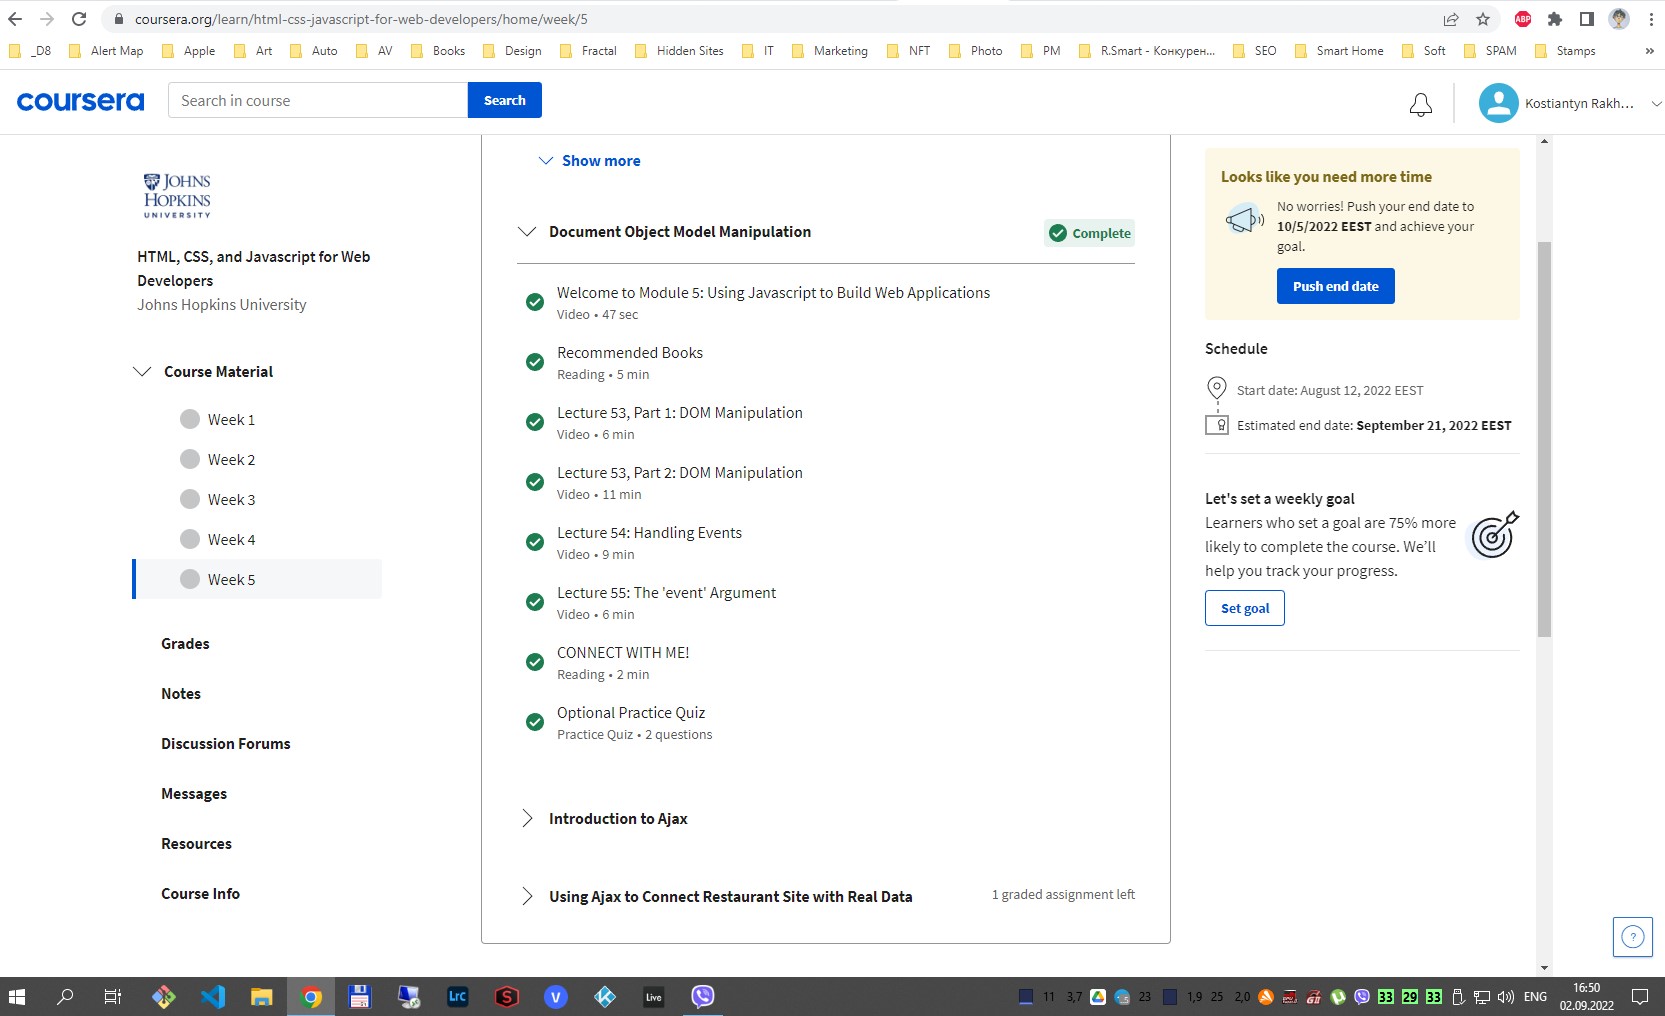 coursera.org/learn/html-css-javascript-for-web-developers/home/week/5
ABP
_D8 Alert Map Apple Art Auto AV Books Design Fractal Hidden Sites IT Marketing NFT Photo PM R.Smart - Конкурен... SEO Smart Home Soft SPAM Stamps »
coursera
Search in course
Search
Kostiantyn Rakh...
JOHNS
HOPKINS
UNIVERSITY
HTML, CSS, and Javascript for Web
Developers
Johns Hopkins University
Course Material
Week 1
Week 2
Week 3
Week 4
Week 5
Grades
Notes
Discussion Forums
Messages
Resources
Course Info
Show more
Document Object Model Manipulation
Complete
Welcome to Module 5: Using Javascript to Build Web Applications
Video • 47 sec
Recommended Books
Reading • 5 min
Lecture 53, Part 1: DOM Manipulation
Video • 6 min
Lecture 53, Part 2: DOM Manipulation
Video • 11 min
Lecture 54: Handling Events
Video • 9 min
Lecture 55: The 'event' Argument
Video • 6 min
CONNECT WITH ME!
Reading • 2 min
Optional Practice Quiz
Practice Quiz • 2 questions
Introduction to Ajax
Using Ajax to Connect Restaurant Site with Real Data
1 graded assignment left
Looks like you need more time
No worries! Push your end date to
10/5/2022 EEST and achieve your
goal.
Push end date
Schedule
Start date: August 12, 2022 EEST
Estimated end date: September 21, 2022 EEST
Let's set a weekly goal
Learners who set a goal are 75% more
likely to complete the course. We'll
help you track your progress.
Set goal
?
LrC S V Live
11 3,7 23 1,9 25 2,0 33 29 33 ENG
16:50
02.09.2022